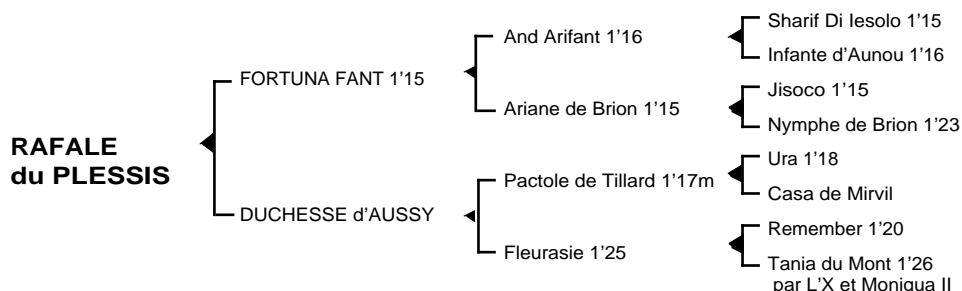 Sharif Di Iesolo 1’15
And Arifant 1’16
Infante d’Aunou 1’16
FORTUNA FANT 1’15
Jisoco 1’15
Ariane de Brion 1’15
Nymphe de Brion 1’23
RAFALE
du PLESSIS
Ura 1’18
Pactole de Tillard 1’17m
Casa de Mirvil
DUCHESSE d’AUSSY
Remember 1’20
Fleurasie 1’25
Tania du Mont 1’26
par L’X et Moniqua II